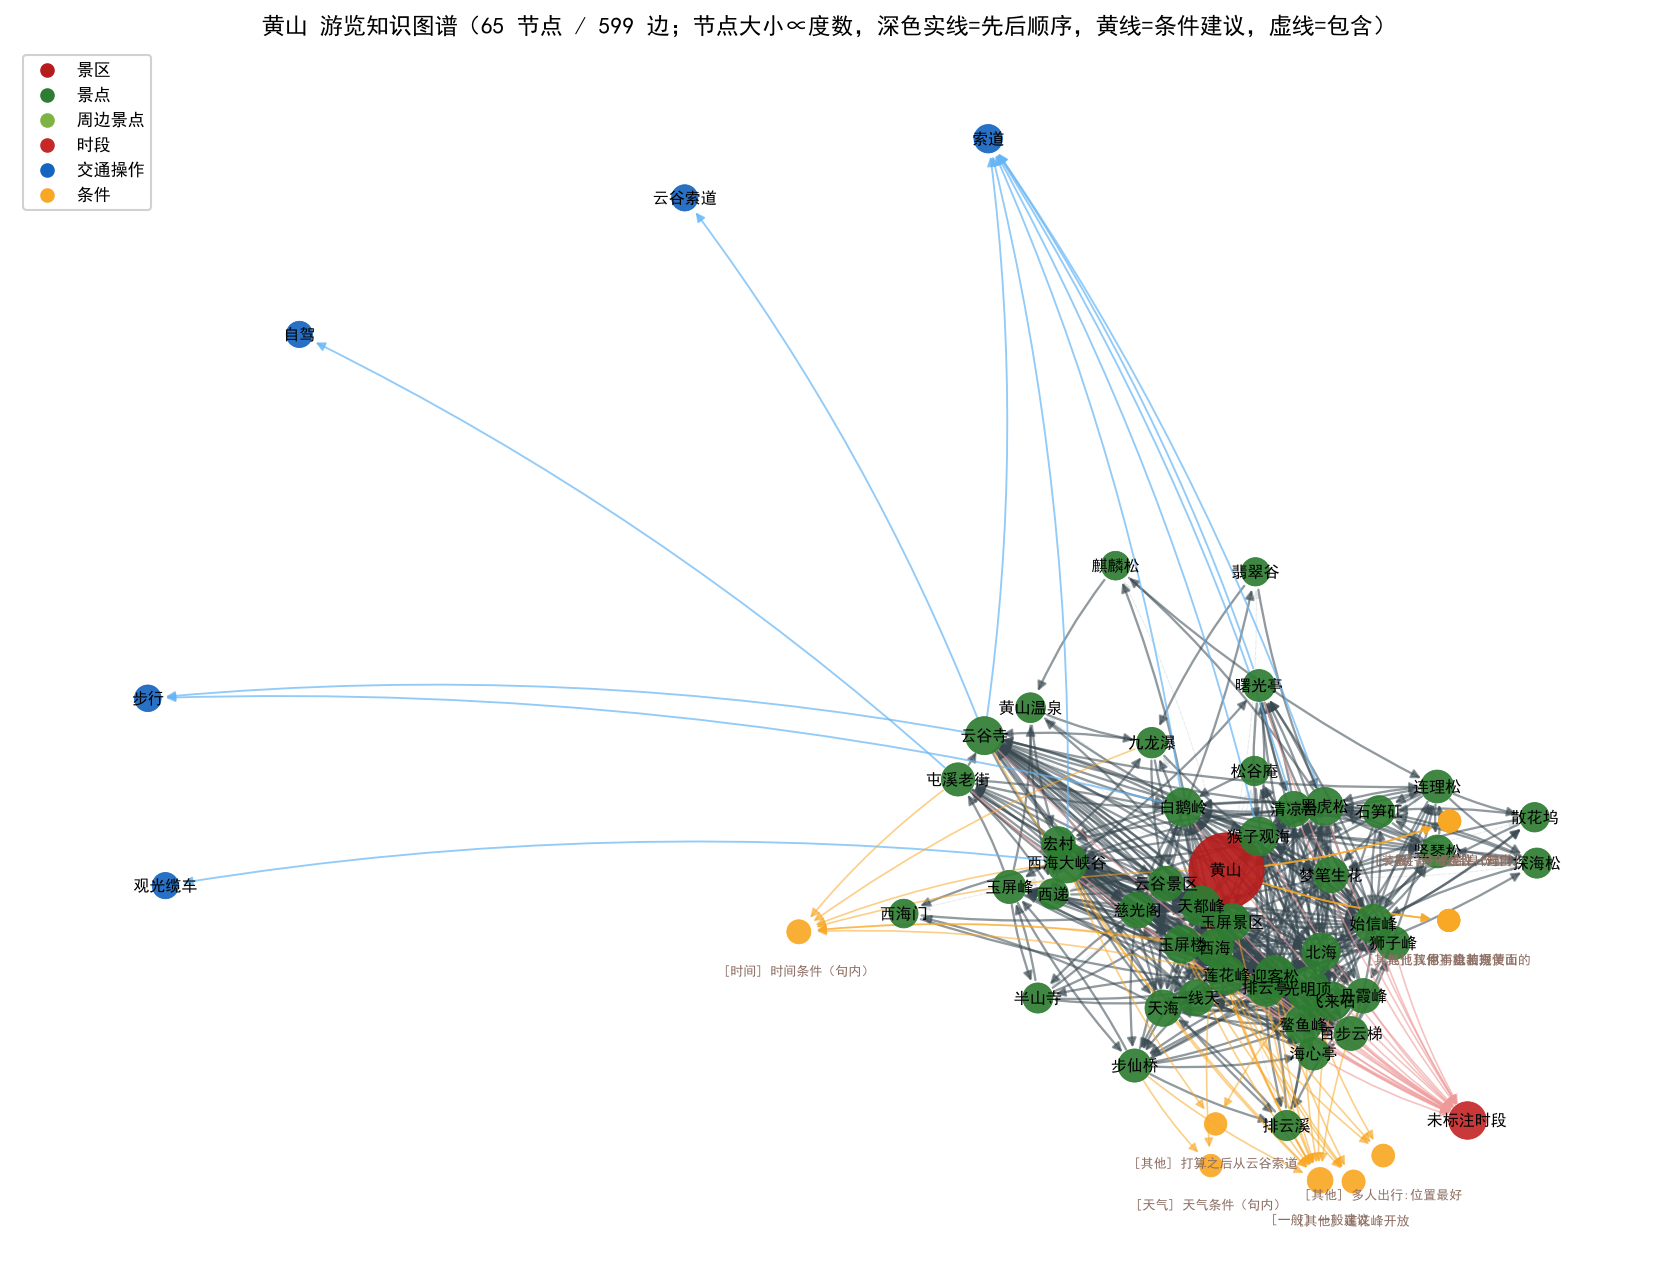 黄山 游览知识图谱（65 节点 / 599 边；节点大小∝度数，深色实线=先后顺序，黄线=条件建议，虚线=包含）
景区
景点
周边景点
时段
交通操作
条件
索道
云谷索道
自驾
麒麟松
翡翠谷
曙光亭
步行
黄山温泉
云谷寺
九龙瀑
松谷庵
屯溪老街
连理松
白鹅岭
清凉台
黑虎松
石笋矼
散花坞
猴子观海
宏村
竖琴松
西海大峡谷
探海松
黄山
梦笔生花
观光缆车
玉屏峰
西递
云谷景区
天都峰
慈光阁
西海门
玉屏景区
始信峰
玉屏楼
西海
北海
狮子峰
[时间] 时间条件（句内）
莲花峰
迎客松
排云亭
光明顶
半山寺
一线天
飞来石
丹霞峰
天海
鳌鱼峰
百步云梯
海心亭
步仙桥
未标注时段
排云溪
[其他] 打算之后从云谷索道
[其他] 多人出行:位置最好
[天气] 天气条件（句内）